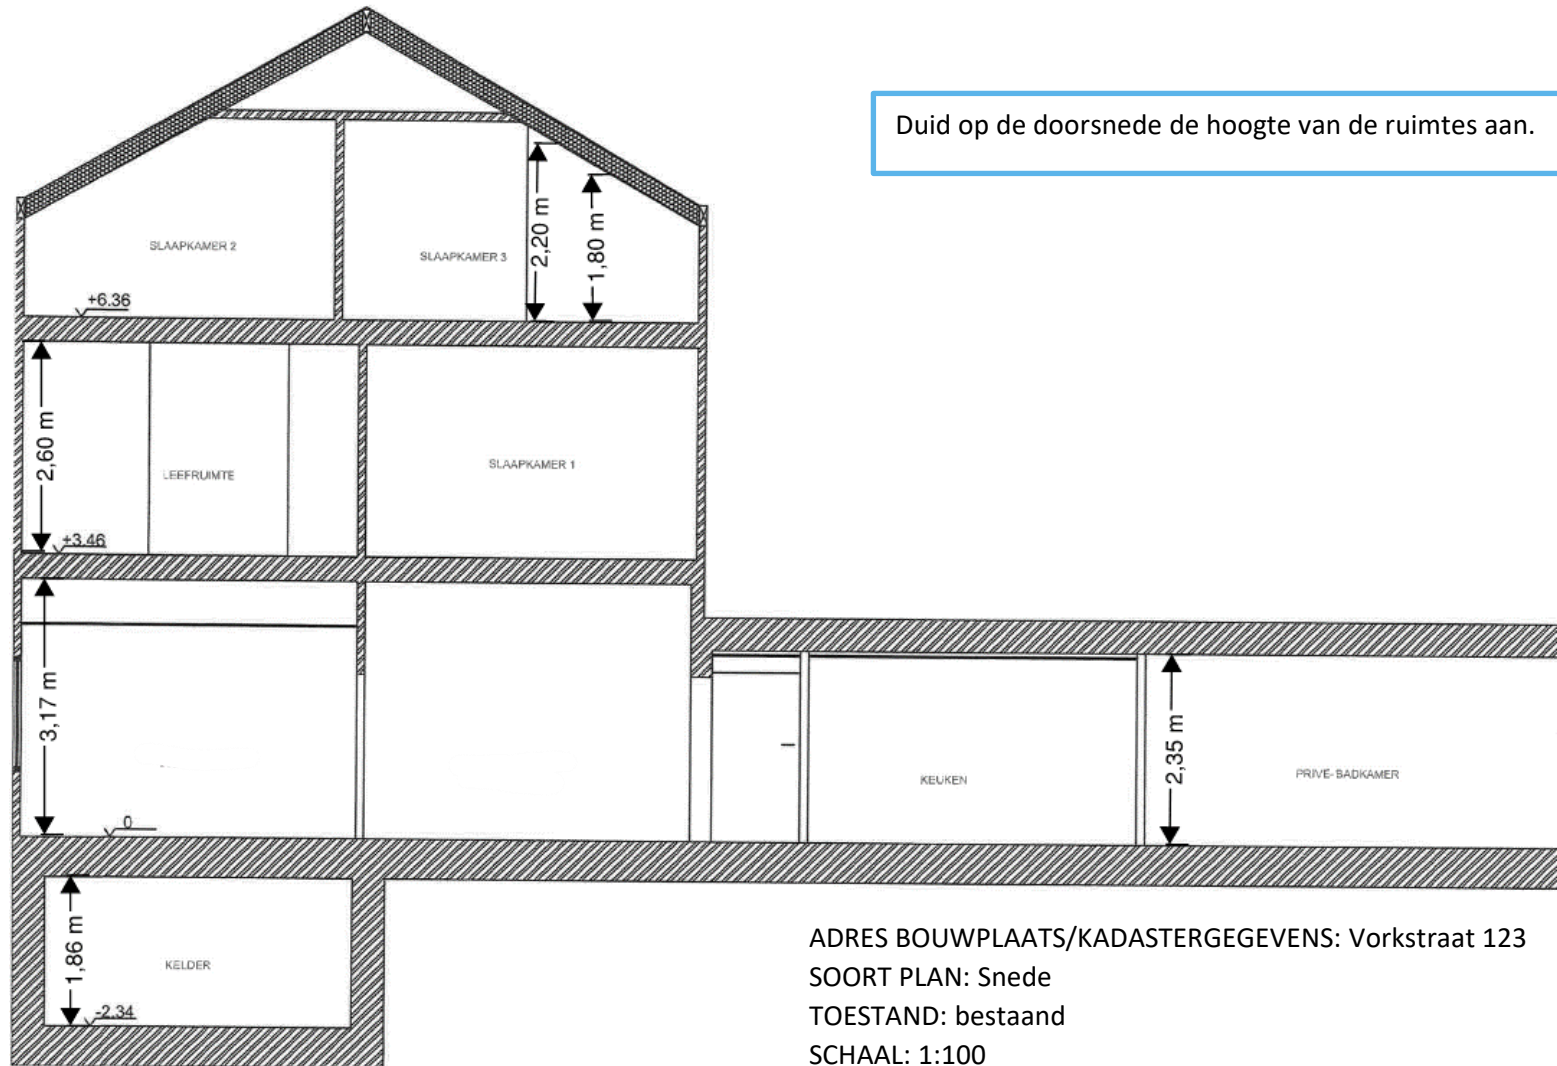 Duid op de doorsnede de hoogte van de ruimtes aan.
SLAAPKAMER 2
SLAAPKAMER 3
2,20 m
1,80 m
+6.36
2,60 m
LEEFRUIMTE
SLAAPKAMER 1
+3.46
3,17 m
0
KEUKEN
2,35 m
PRIVE-BADKAMER
1,86 m
KELDER
-2.34
ADRES BOUWPLAATS/KADASTERGEGEVENS: Vorkstraat 123
SOORT PLAN: Snede
TOESTAND: bestaand
SCHAAL: 1:100